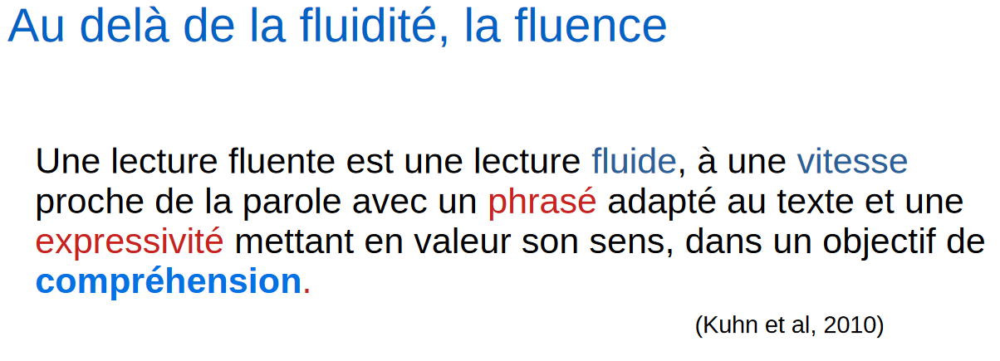 Au delà de la fluidité, la fluence
Une lecture fluente est une lecture fluide, à une vitesse
proche de la parole avec un phrasé adapté au texte et une
expressivité mettant en valeur son sens, dans un objectif de
compréhension.
(Kuhn et al, 2010)